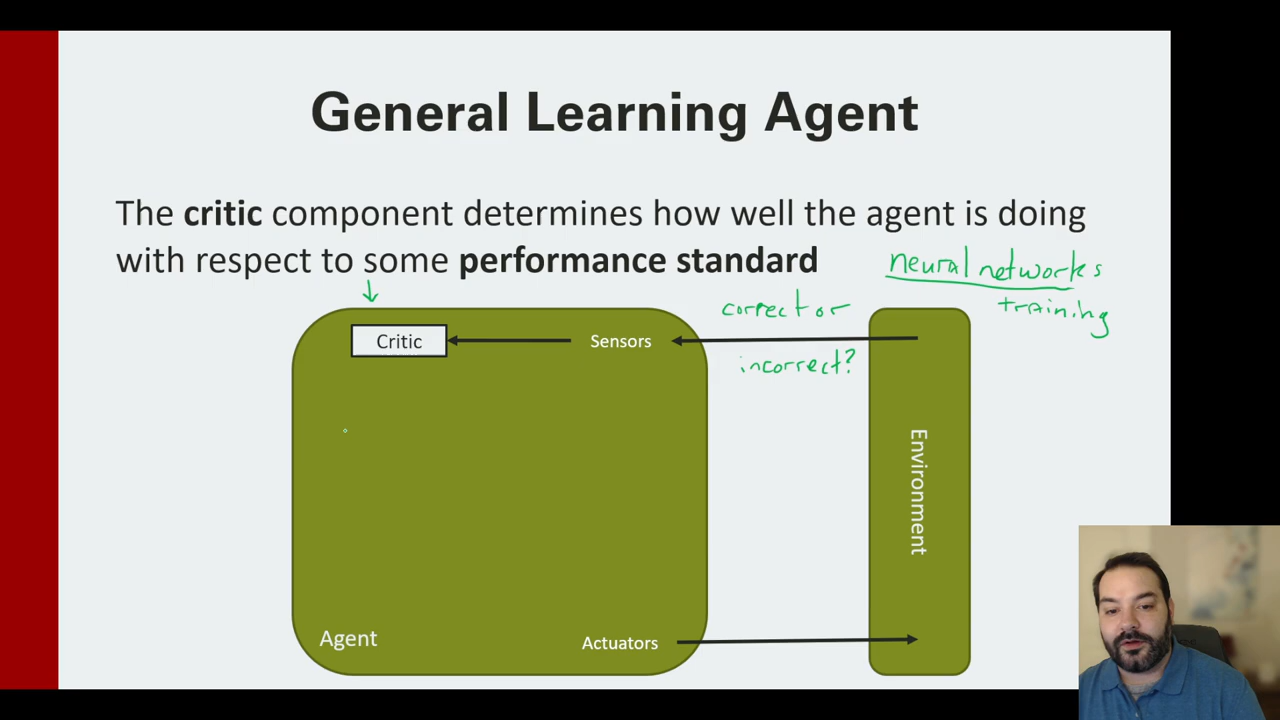 General Learning Agent
The critic component determines how well the agent is doing
with respect to some performance standard
neural networks
training
correct or
incorrect?
Critic
Sensors
Environment
Agent
Actuators